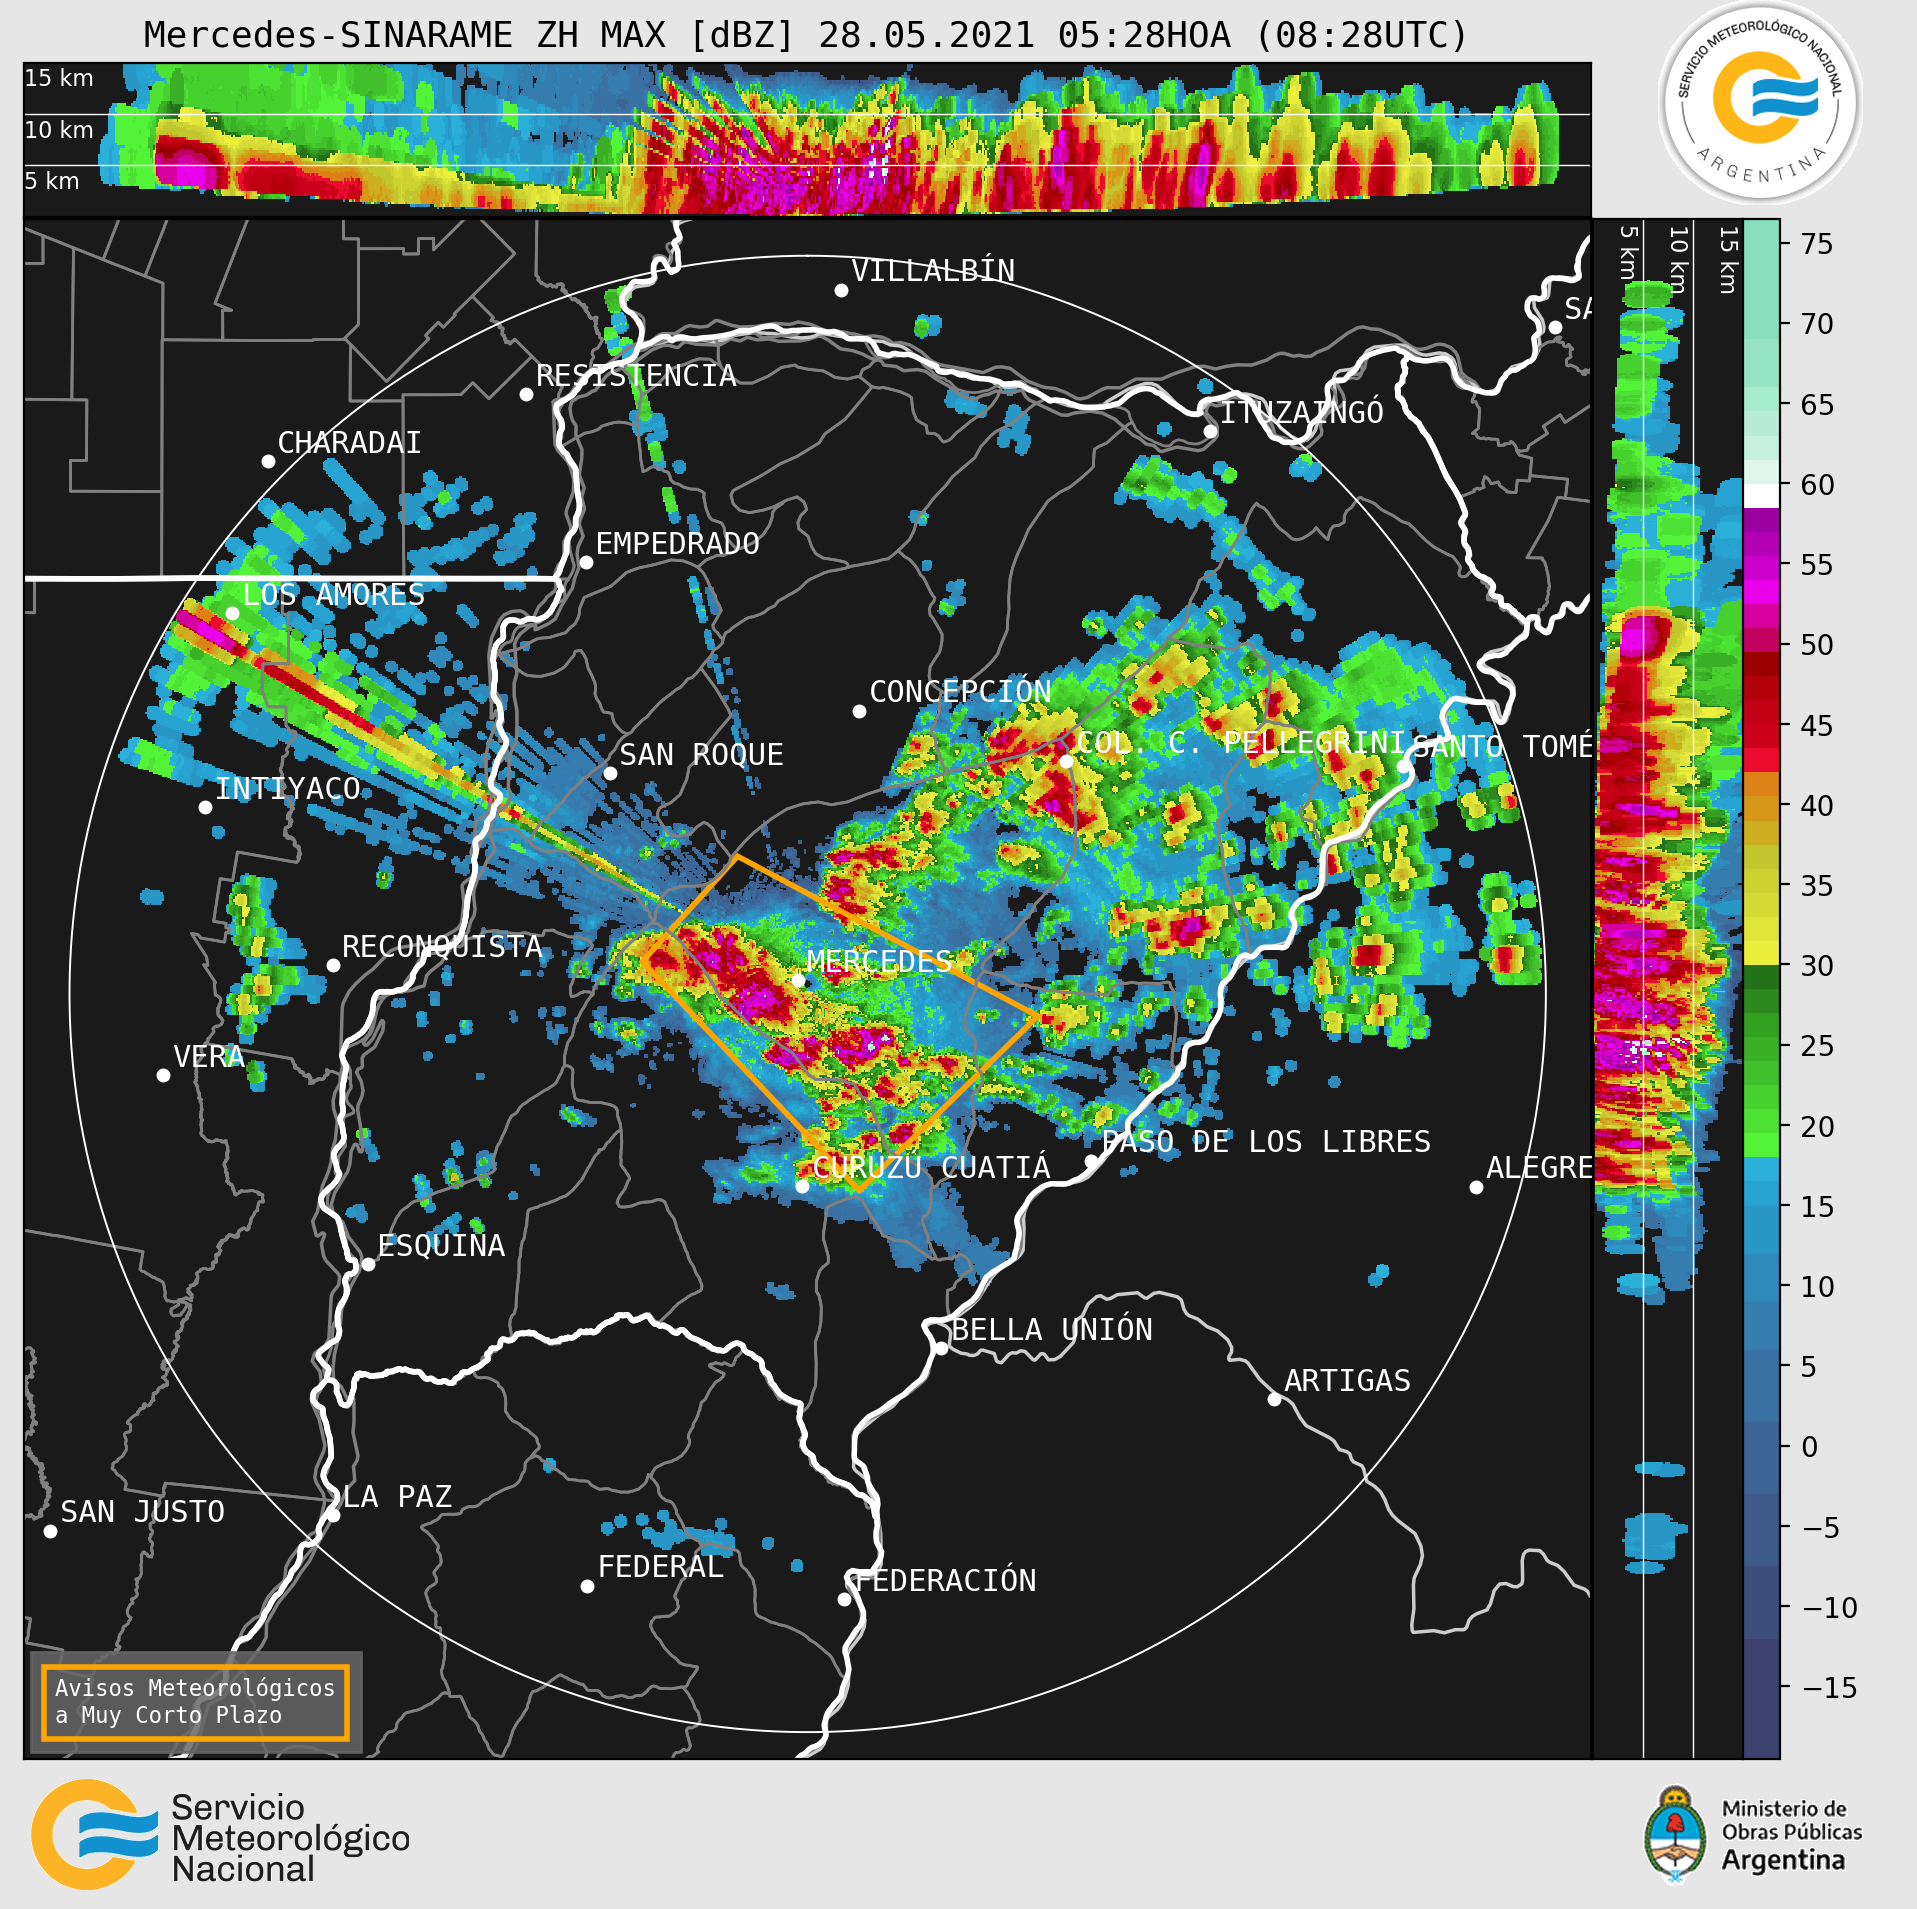 Mercedes-SINARAME ZH MAX [dBZ] 28.05.2021 05:28HOA (08:28UTC)
SERVICIO METEOROLÓGICO NACIONAL
ARGENTINA
15 km
10 km
5 km
5 km
10 km
15 km
VILLALBÍN
SA
RESISTENCIA
ITUZAINGÓ
CHARADAI
EMPEDRADO
LOS AMORES
CONCEPCIÓN
COL. C. PELLEGRINI
SANTO TOMÉ
SAN ROQUE
INTIYACO
RECONQUISTA
MERCEDES
VERA
PASO DE LOS LIBRES
CURUZÚ CUATIÁ
ALEGRE
ESQUINA
BELLA UNIÓN
ARTIGAS
LA PAZ
SAN JUSTO
FEDERAL
FEDERACIÓN
75
70
65
60
55
50
45
40
35
30
25
20
15
10
5
0
−5
−10
−15
Avisos Meteorológicos
a Muy Corto Plazo
Servicio
Meteorológico
Nacional
Ministerio de
Obras Públicas
Argentina